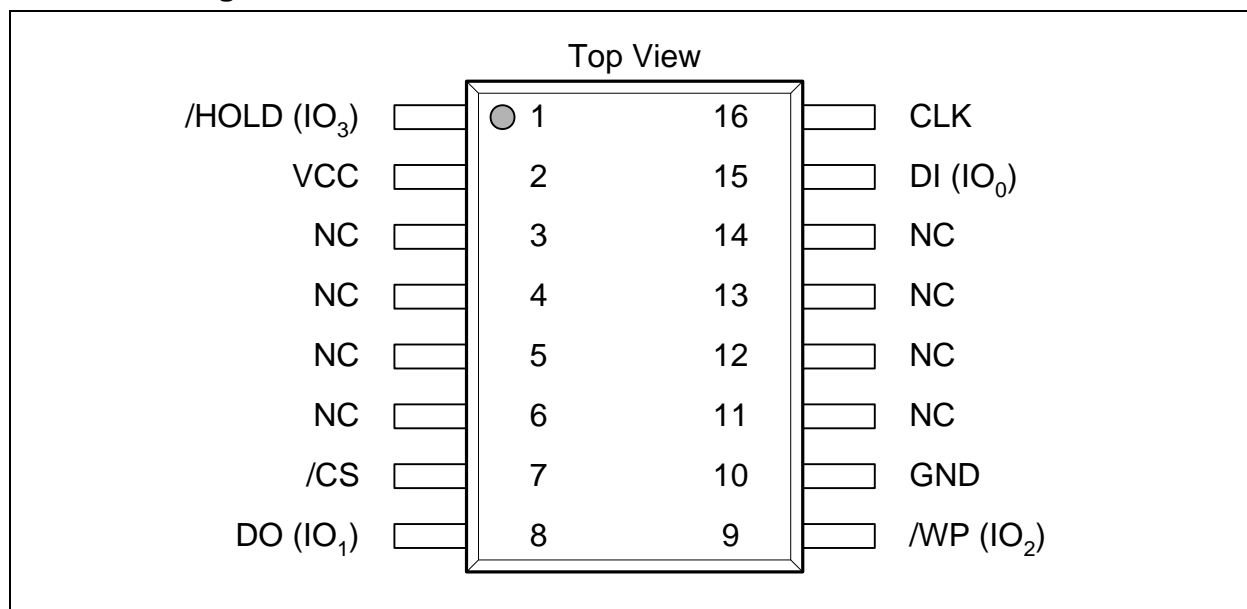 Top View
/HOLD (IO3) 1 16 CLK
VCC 2 15 DI (IO0)
NC 3 14 NC
NC 4 13 NC
NC 5 12 NC
NC 6 11 NC
/CS 7 10 GND
DO (IO1) 8 9 /WP (IO2)